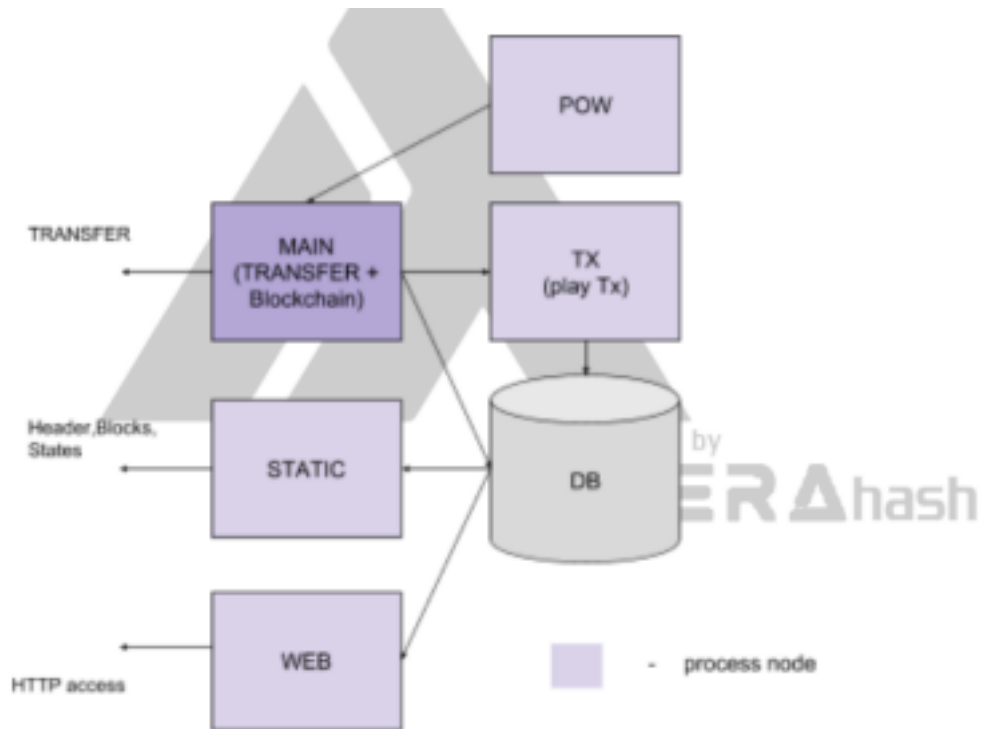 POW
TRANSFER
MAIN
(TRANSFER +
Blockchain)
TX
(play Tx)
Header,Blocks,
States
STATIC
DB
by
ERAhash
WEB
HTTP access
- process node